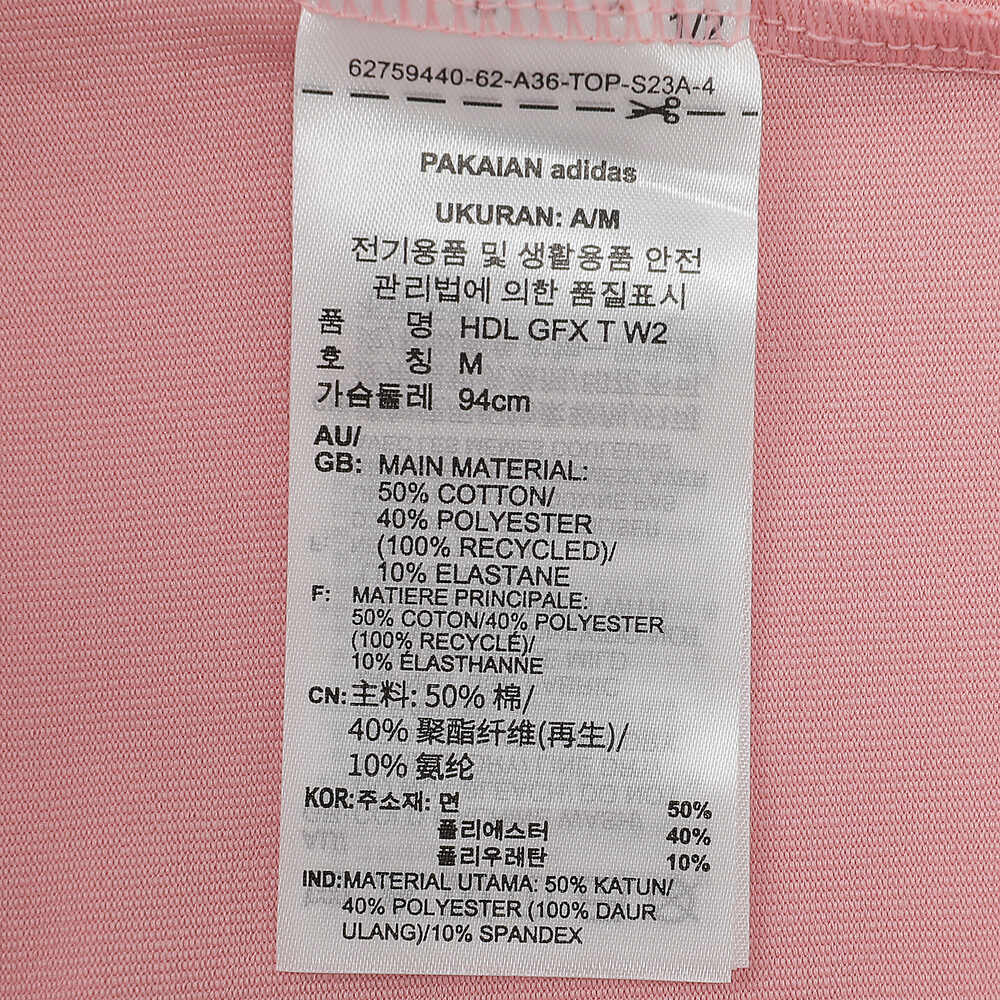 1/2
62759440-62-A36-TOP-S23A-4
PAKAIAN adidas
UKURAN: A/M
전기용품 및 생활용품 안전
관리법에 의한 품질표시
품 명 HDL GFX T W2
호 칭 M
가슴둘레 94cm
AU/
GB: MAIN MATERIAL:
50% COTTON/
40% POLYESTER
(100% RECYCLED)/
10% ELASTANE
F: MATIERE PRINCIPALE:
50% COTON/40% POLYESTER
(100% RECYCLÉ)/
10% ÉLASTHANNE
CN: 主料: 50% 棉/
40% 聚酯纤维(再生)/
10% 氨纶
KOR: 주소재: 면 50%
폴리에스터 40%
폴리우레탄 10%
IND: MATERIAL UTAMA: 50% KATUN/
40% POLYESTER (100% DAUR
ULANG)/10% SPANDEX